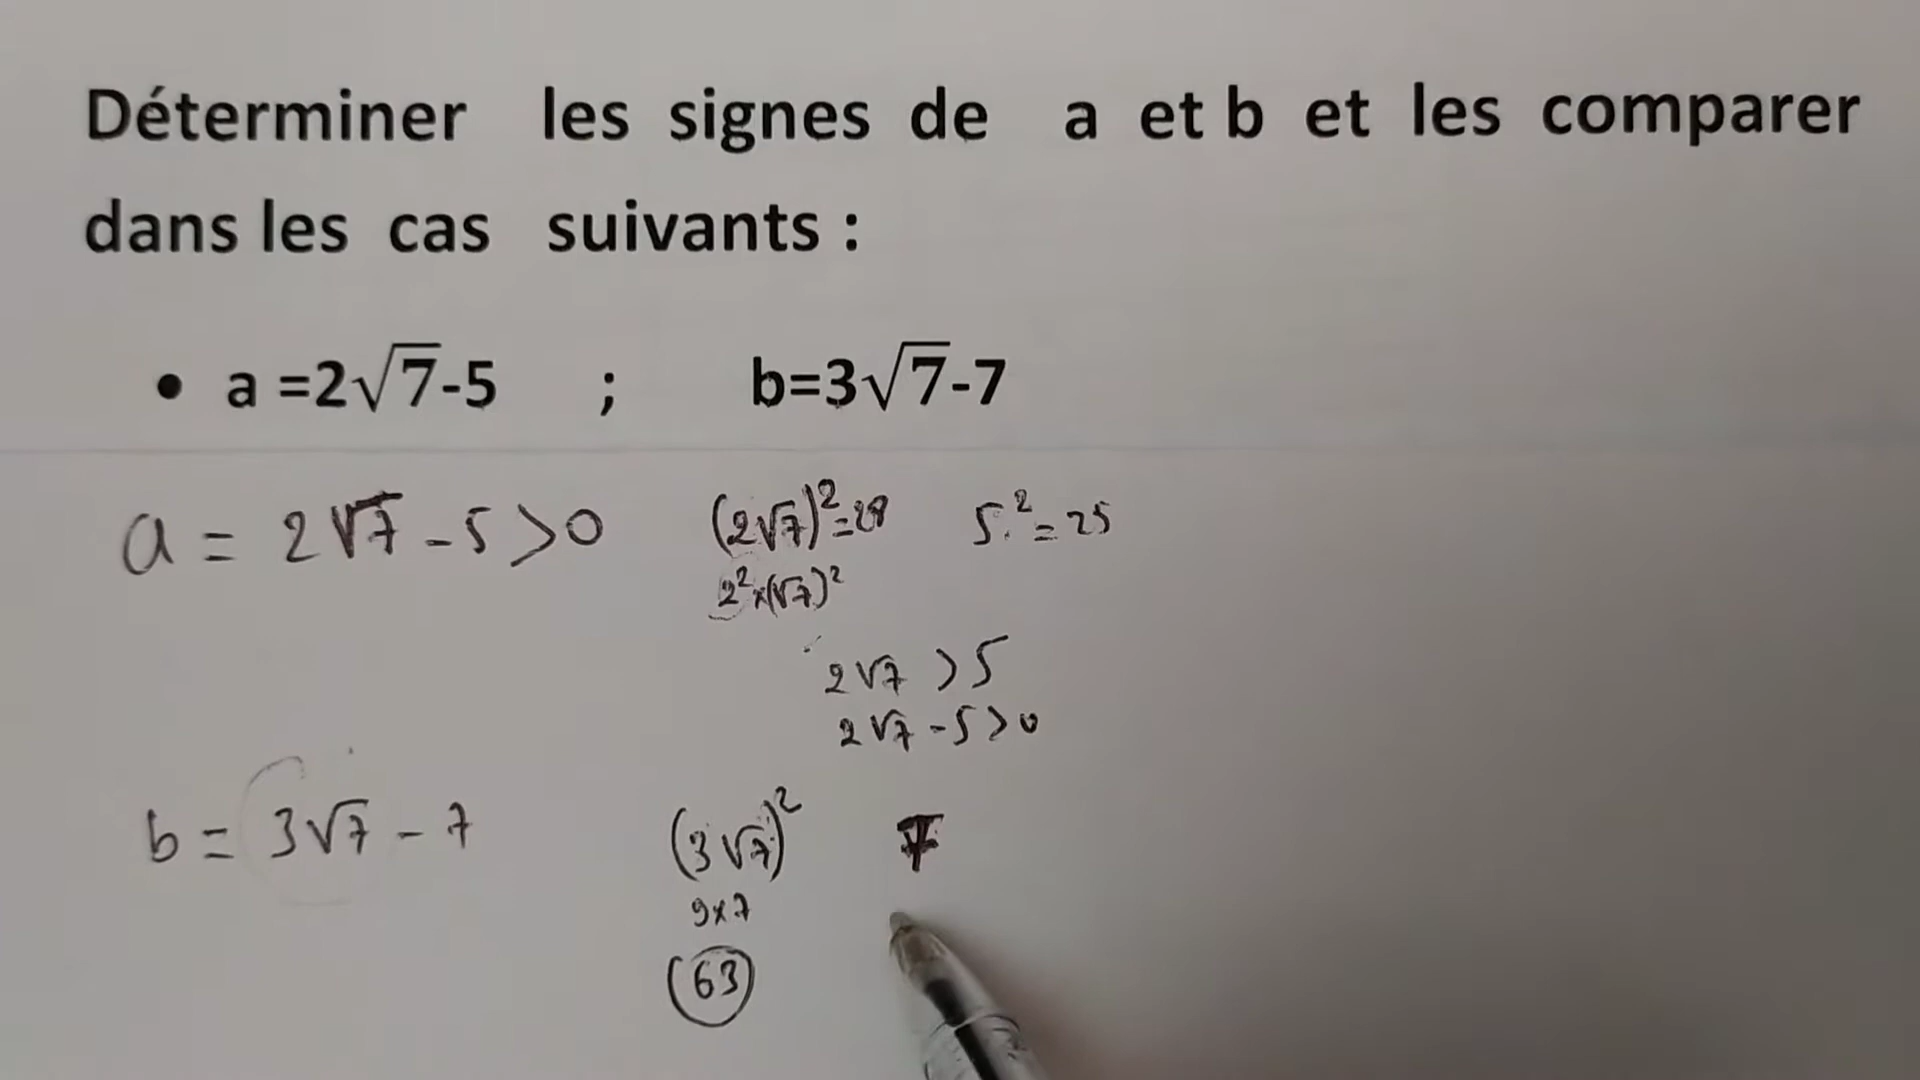 Déterminer les signes de a et b et les comparer
dans les cas suivants :
• a =2√7-5 ; b=3√7-7
a = 2√7 - 5 > 0 (2√7)²=28 5²=25
2²×(√7)²
2√7 > 5
2√7 - 5 > 0
b = 3√7 - 7 (3√7)² 7
9×7
63